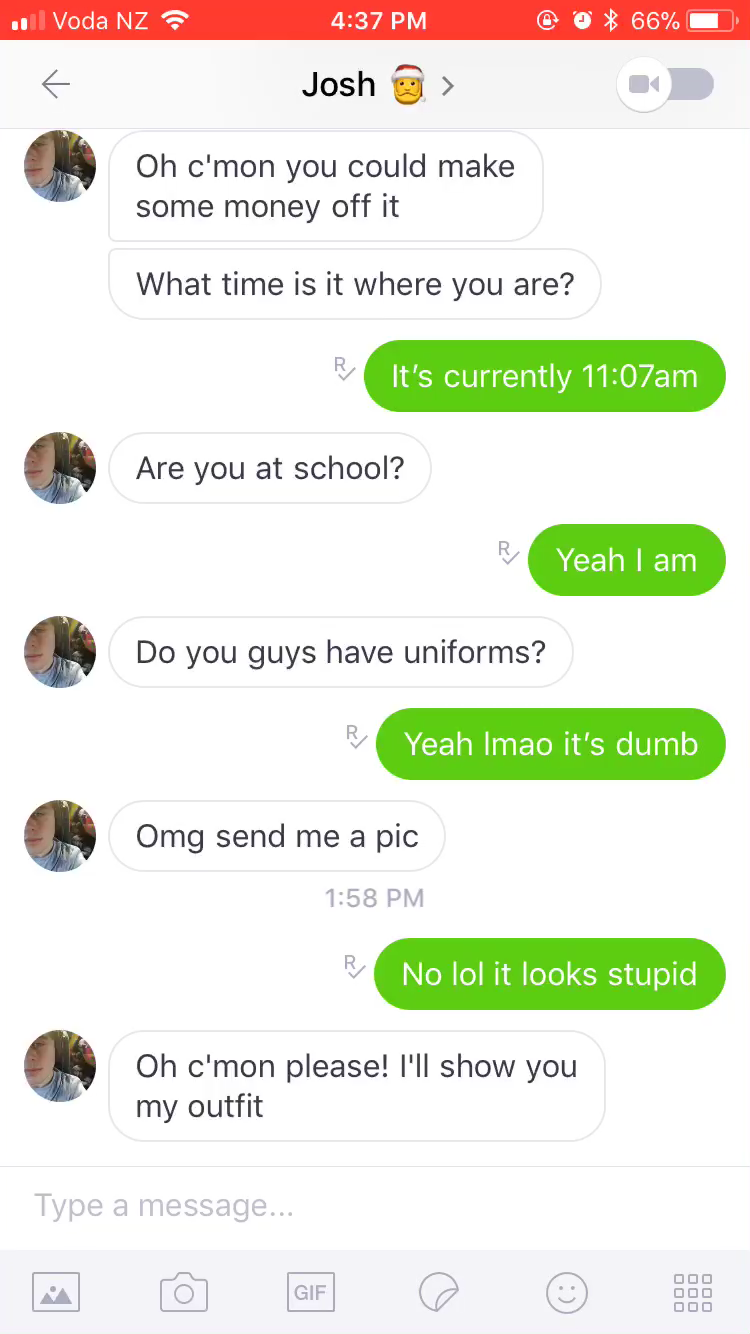 Voda NZ 4:37 PM 66%
Josh
Oh c'mon you could make
some money off it
What time is it where you are?
R It’s currently 11:07am
Are you at school?
R Yeah I am
Do you guys have uniforms?
R Yeah lmao it’s dumb
Omg send me a pic
1:58 PM
R No lol it looks stupid
Oh c'mon please! I'll show you
my outfit
Type a message...
GIF